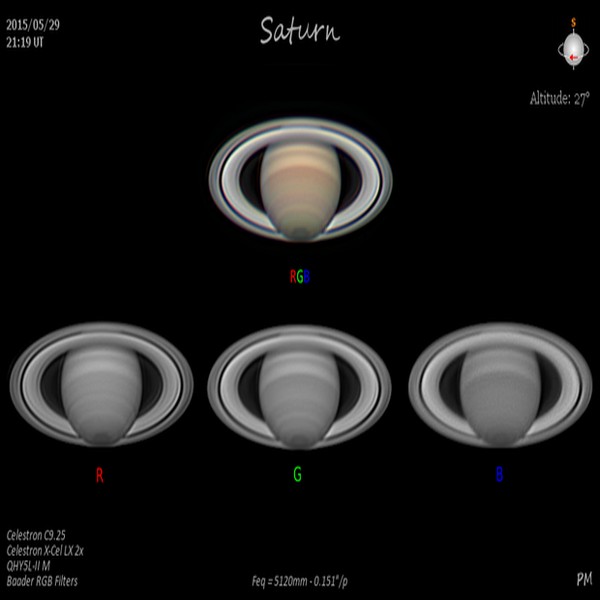 2015/05/29
21:19 UT
Saturn
S
Altitude: 27°
RGB
R
G
B
Celestron C9.25
Celestron X-Cel LX 2x
QHY5L-II M
Baader RGB Filters
Feq = 5120mm - 0.151"/p
PM